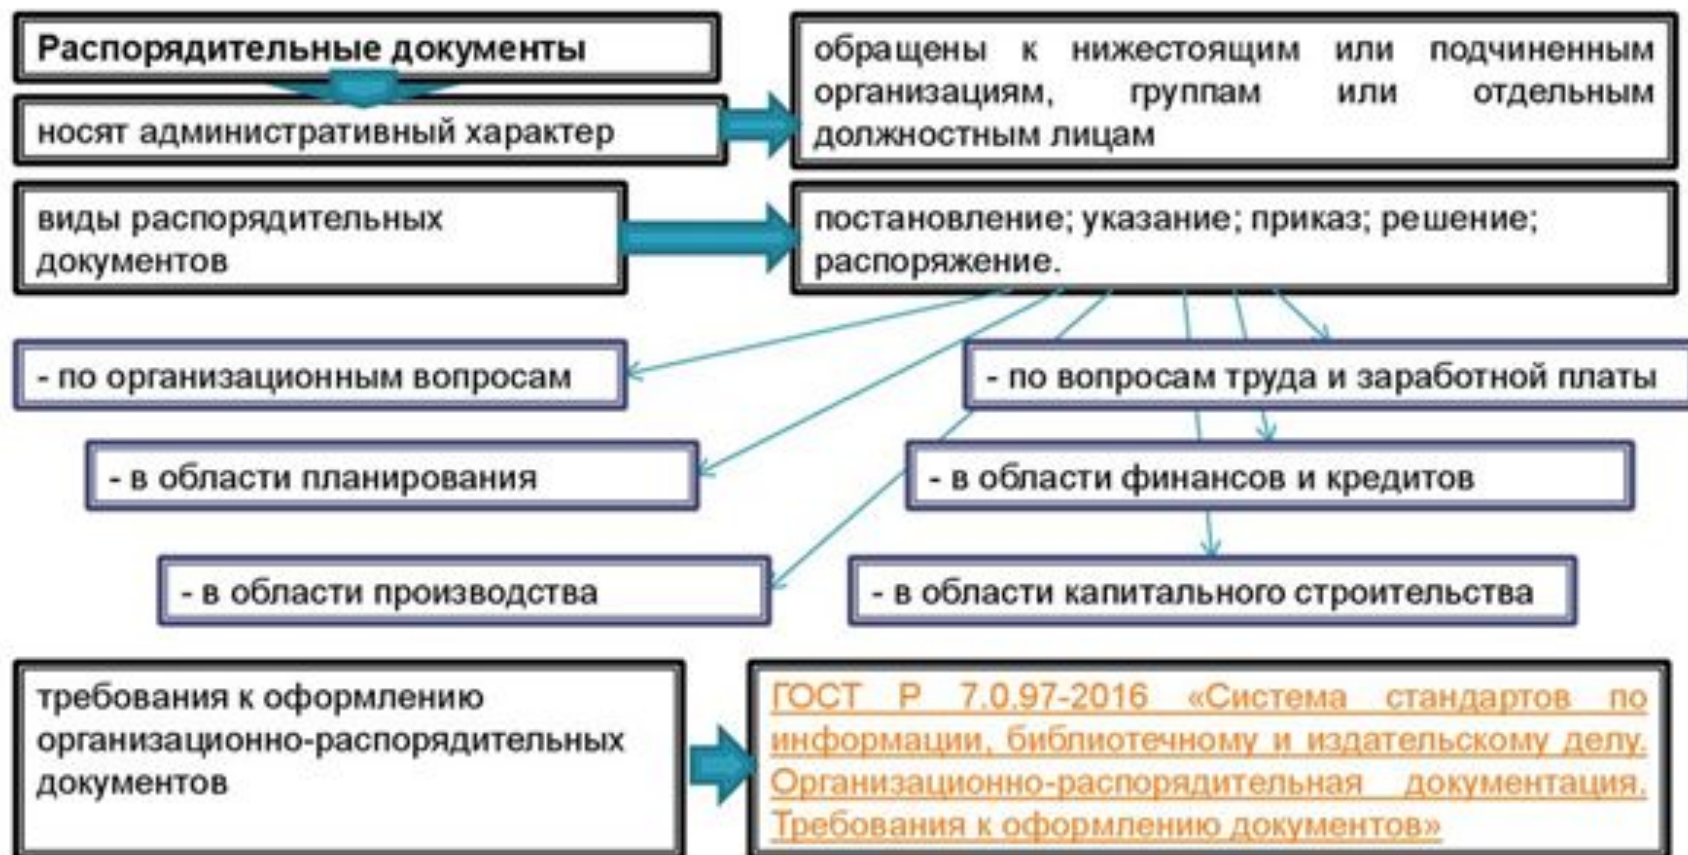 Распорядительные документы
носят административный характер
обращены к нижестоящим или подчиненным
организациям, группам или отдельным
должностным лицам
виды распорядительных
документов
постановление; указание; приказ; решение;
распоряжение.
- по организационным вопросам
- по вопросам труда и заработной платы
- в области планирования
- в области финансов и кредитов
- в области производства
- в области капитального строительства
требования к оформлению
организационно-распорядительных
документов
ГОСТ Р 7.0.97-2016 «Система стандартов по
информации, библиотечному и издательскому делу.
Организационно-распорядительная документация.
Требования к оформлению документов»